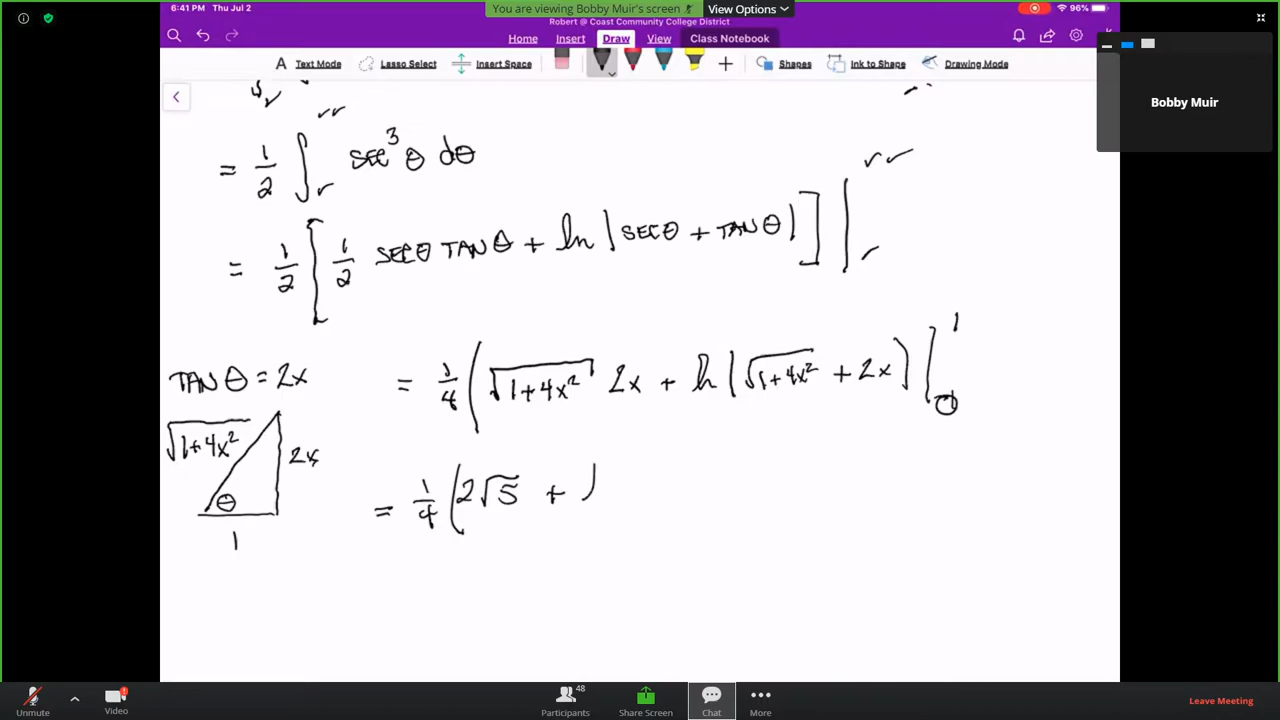 6:41 PM Thu Jul 2
You are viewing Bobby Muir's screen
View Options
96%
Robert @ Coast Community College District
Home Insert Draw View Class Notebook
Text Mode Lasso Select Insert Space Shapes Ink to Shape Drawing Mode
Bobby Muir
= 1/2 ∫ sec³ θ dθ
= 1/2 [ 1/2 SECθ TAN θ + ln |SECθ + TAN θ| ] |
TAN θ = 2x
= 1/4 ( √1+4x² 2x + ln |√1+4x² + 2x ) | 1 0
√1+4x²
2x
θ
1
= 1/4 ( 2√5 + )
Unmute Video Participants 48 Share Screen Chat More Leave Meeting